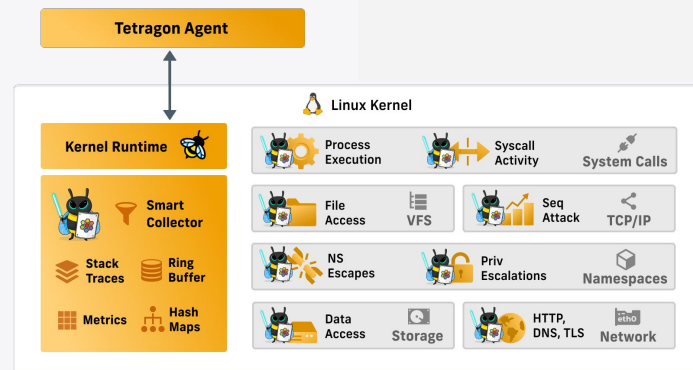 Tetragon Agent
Linux Kernel
Kernel Runtime
Smart
Collector
Stack
Traces
Ring
Buffer
Metrics
Hash
Maps
Process
Execution
Syscall
Activity
System Calls
File
Access
VFS
Seq
Attack
TCP/IP
NS
Escapes
Priv
Escalations
Namespaces
Data
Access
Storage
HTTP,
DNS, TLS
eth0
Network